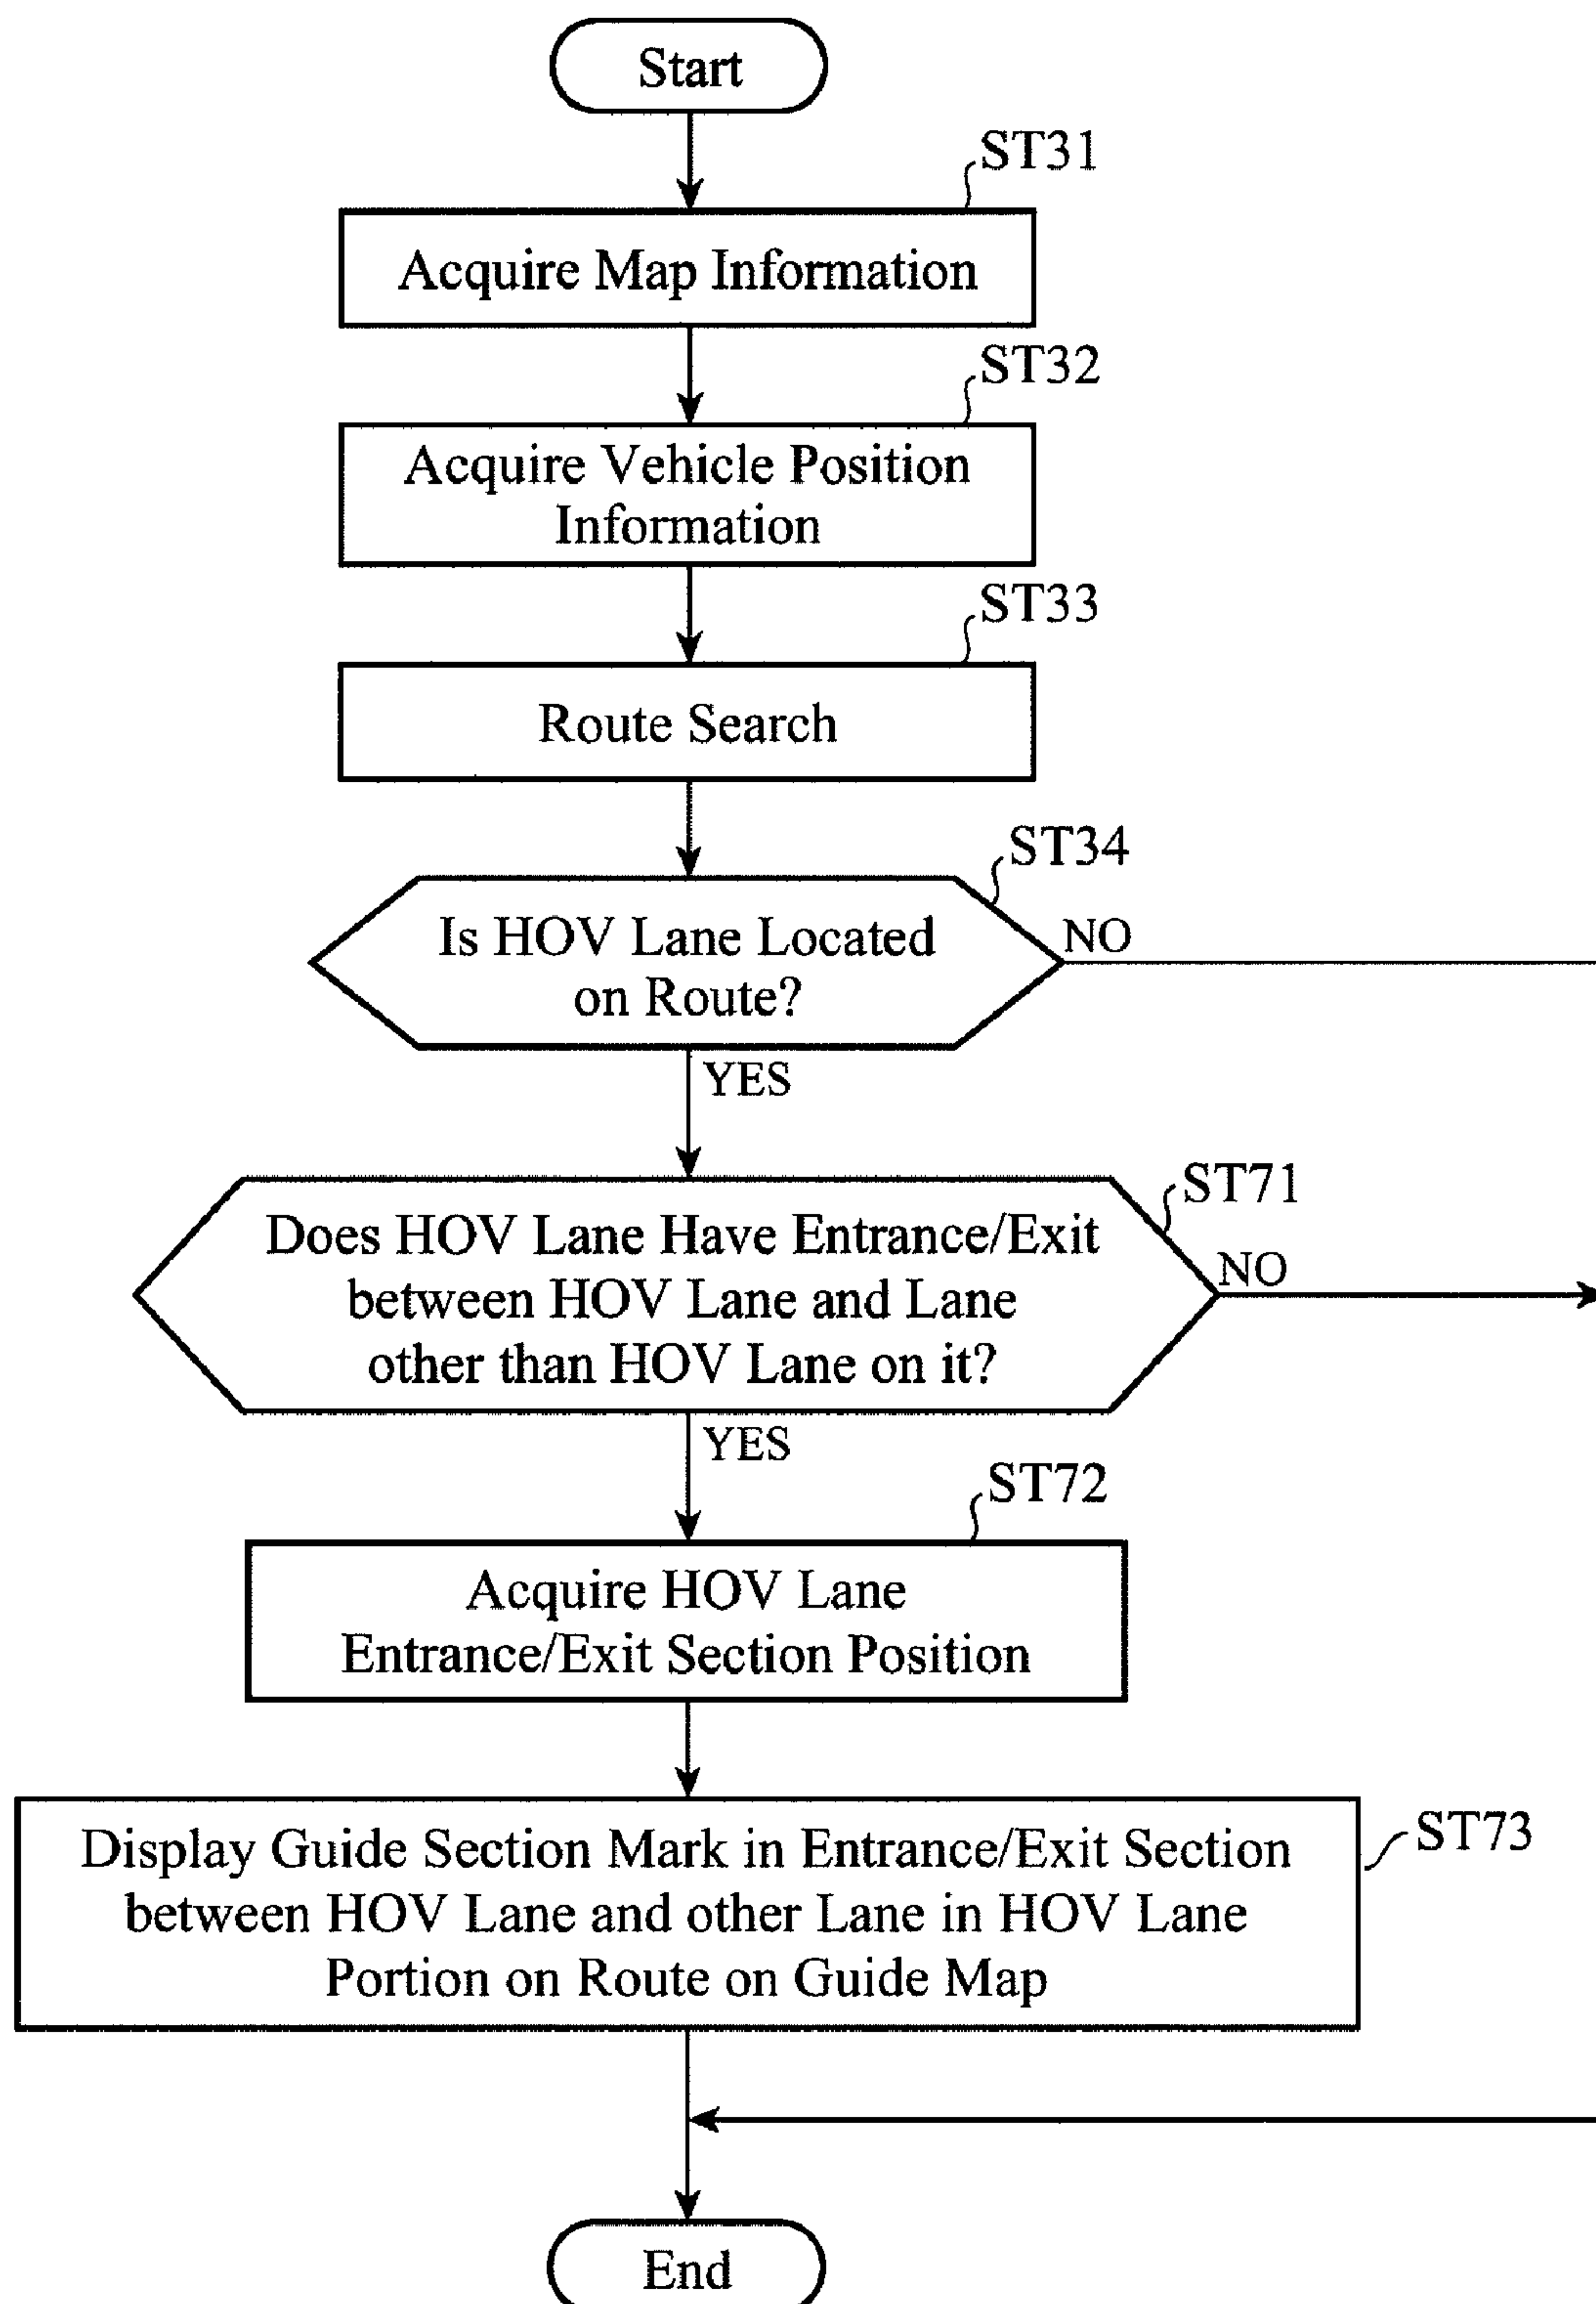 Start
ST31
Acquire Map Information
ST32
Acquire Vehicle Position
Information
ST33
Route Search
ST34
Is HOV Lane Located
on Route?
NO
YES
ST71
Does HOV Lane Have Entrance/Exit
between HOV Lane and Lane
other than HOV Lane on it?
NO
YES
ST72
Acquire HOV Lane
Entrance/Exit Section Position
ST73
Display Guide Section Mark in Entrance/Exit Section
between HOV Lane and other Lane in HOV Lane
Portion on Route on Guide Map
End